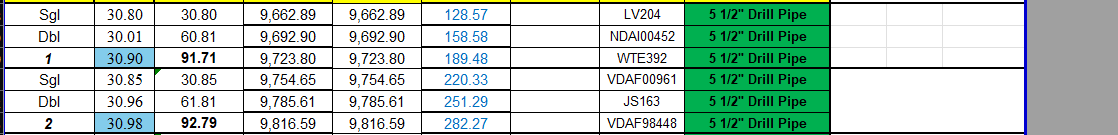 Sgl 30.80 30.80 9,662.89 9,662.89 128.57 LV204 5 1/2" Drill Pipe
Dbl 30.01 60.81 9,692.90 9,692.90 158.58 NDAI00452 5 1/2" Drill Pipe
1 30.90 91.71 9,723.80 9,723.80 189.48 WTE392 5 1/2" Drill Pipe
Sgl 30.85 30.85 9,754.65 9,754.65 220.33 VDAF00961 5 1/2" Drill Pipe
Dbl 30.96 61.81 9,785.61 9,785.61 251.29 JS163 5 1/2" Drill Pipe
2 30.98 92.79 9,816.59 9,816.59 282.27 VDAF98448 5 1/2" Drill Pipe